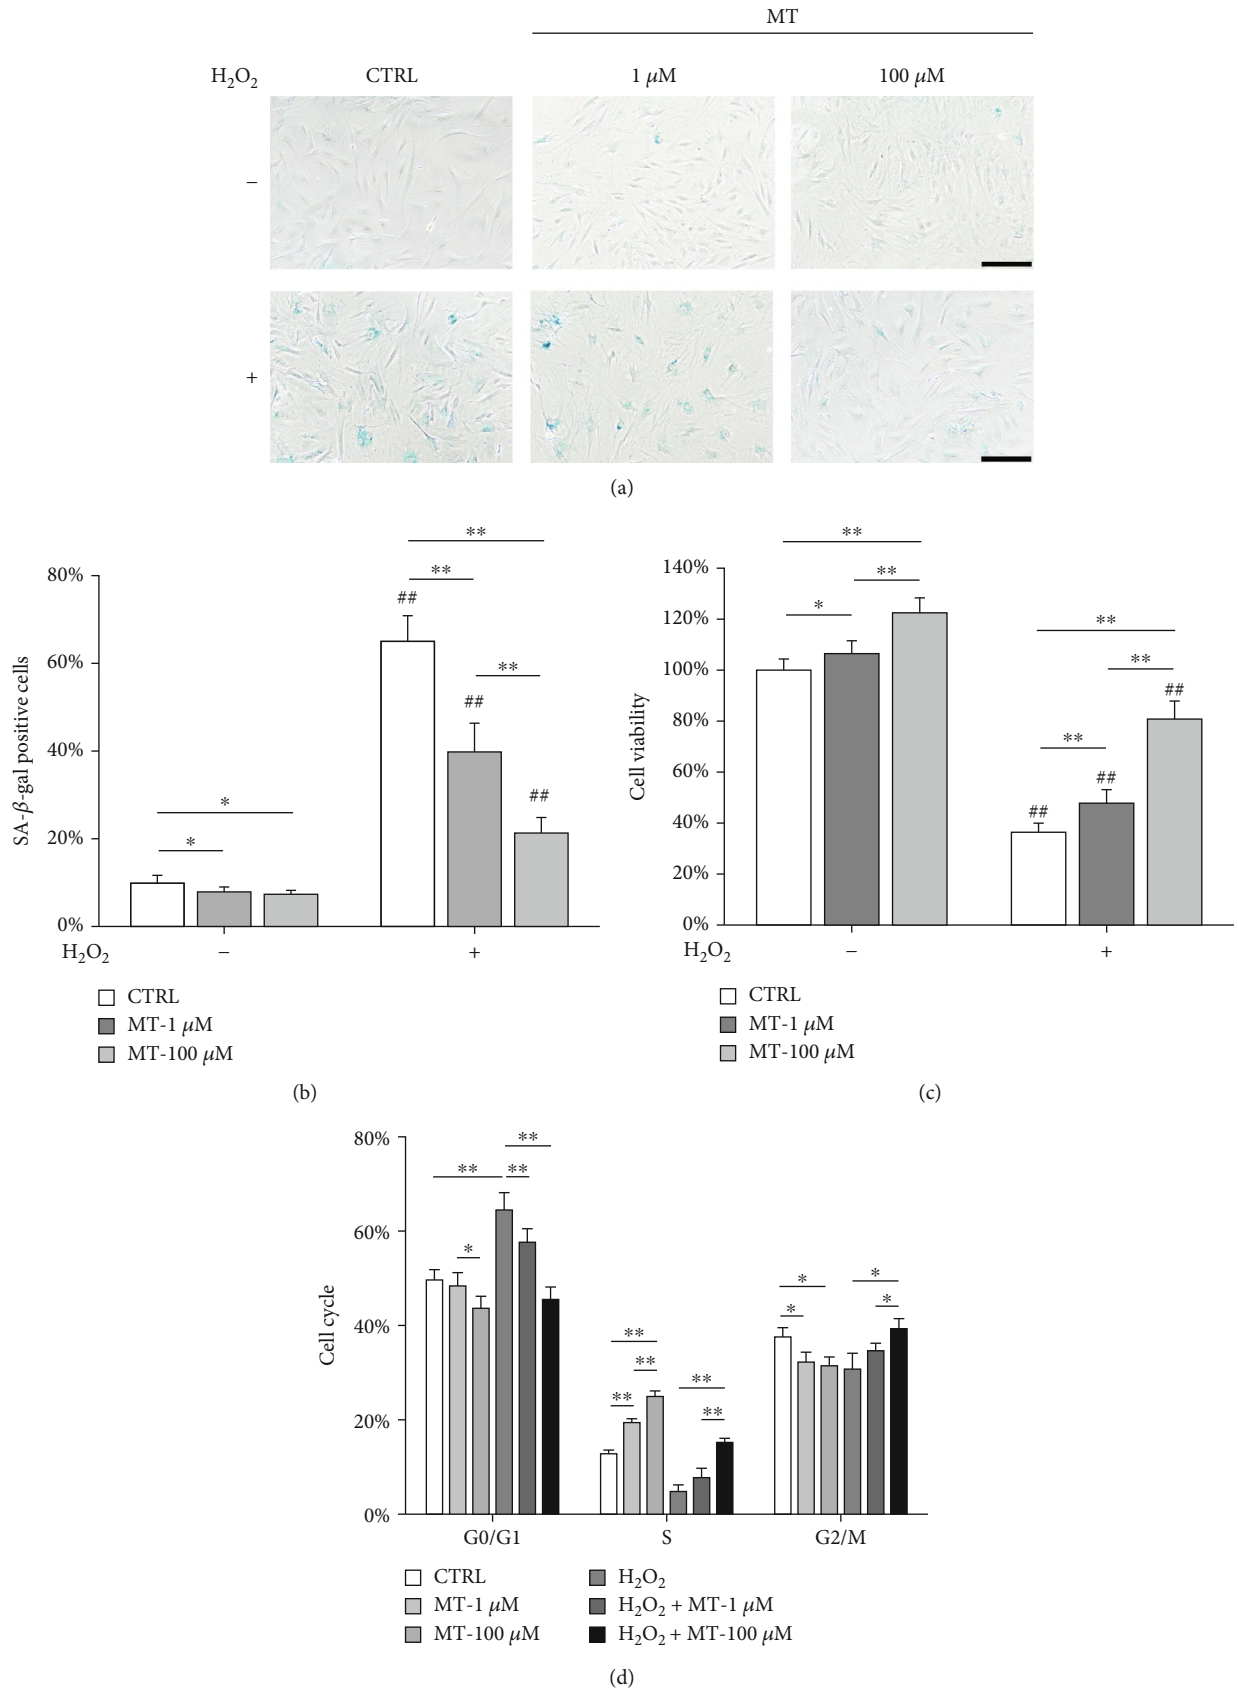 MT
H₂O₂ CTRL 1 μM 100 μM
−
+
(a)
** **
** 140%
80% ** **
## 120% * **
60% ** 100% **
SA-β-gal positive cells ## Cell viability 80% ##
40% ** 
60% ##
## ##
* 40%
20% * 20%
0% 0%
H₂O₂ − + H₂O₂ − +
CTRL CTRL
MT-1 μM MT-1 μM
MT-100 μM MT-100 μM
(b) (c)
80% **
** **
60%
* * *
Cell cycle * *
40%
** **
** **
20% **
0%
G0/G1 S G2/M
CTRL H₂O₂
MT-1 μM H₂O₂ + MT-1 μM
MT-100 μM H₂O₂ + MT-100 μM
(d)